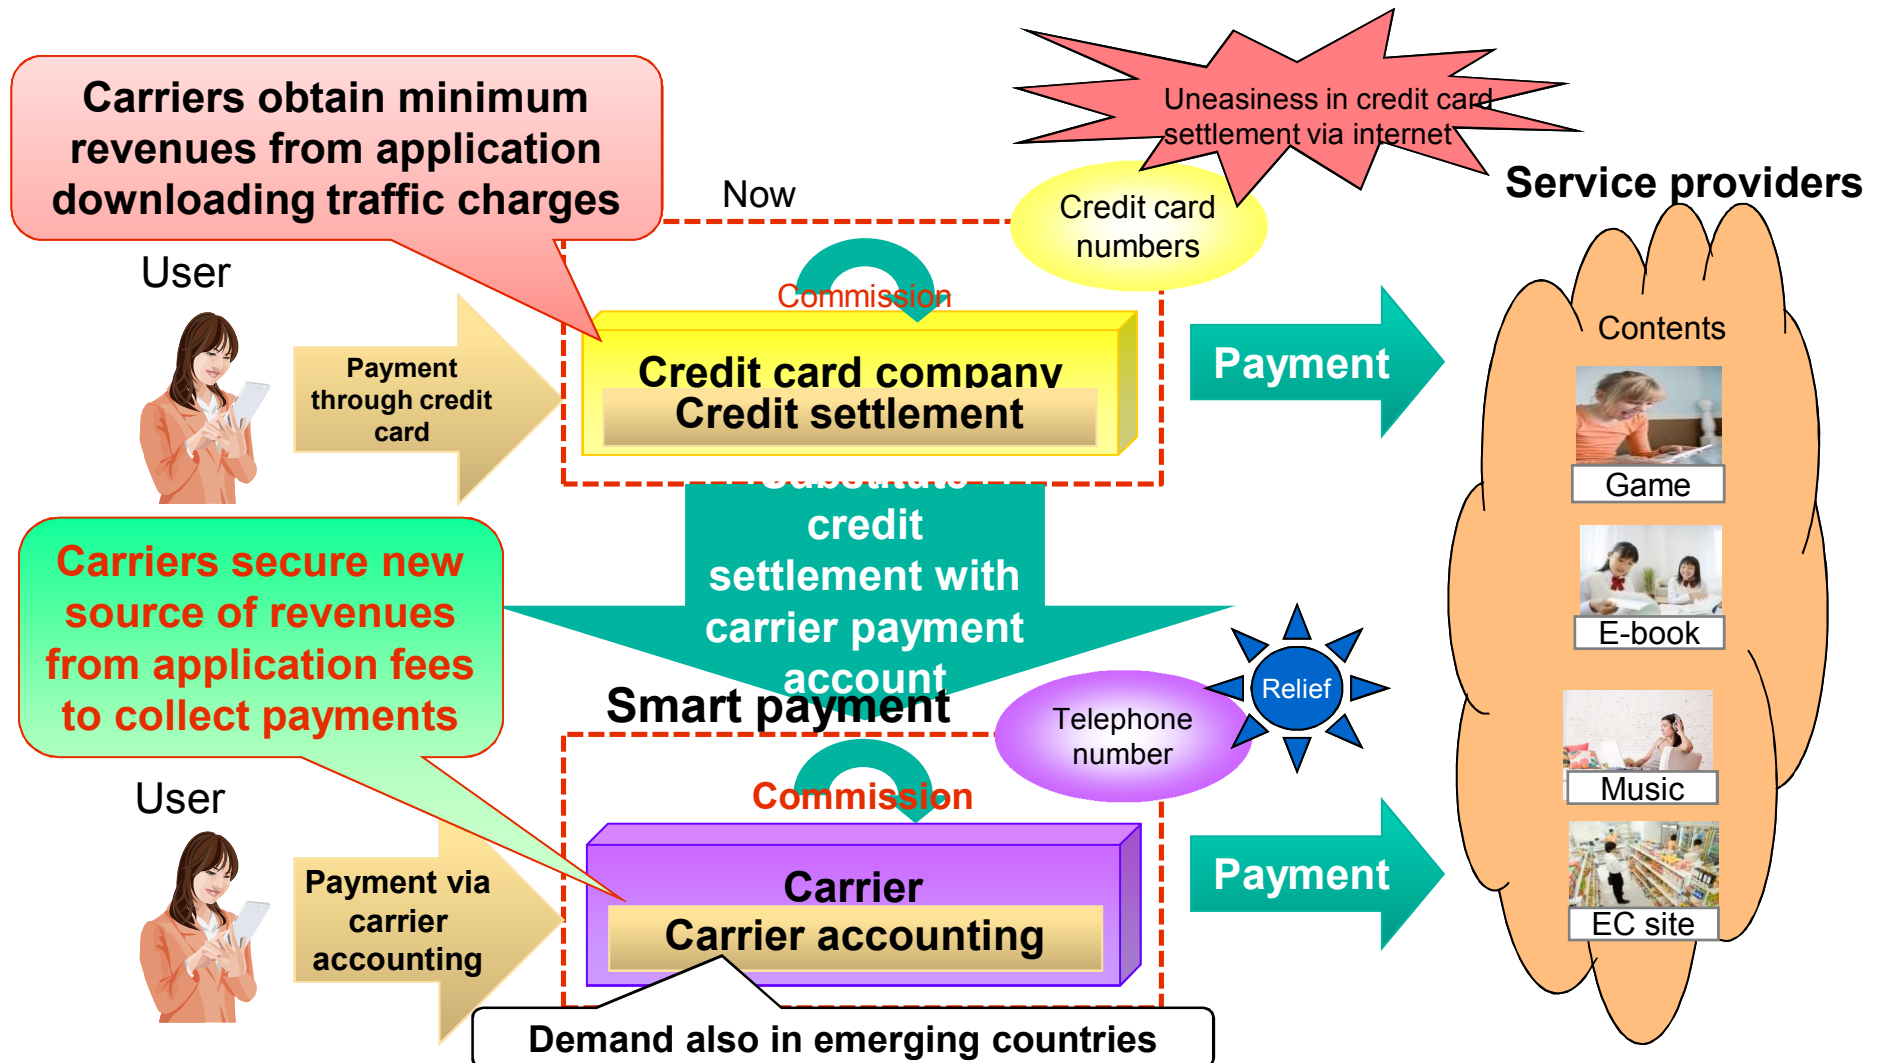 Carriers obtain minimum
revenues from application
downloading traffic charges
Uneasiness in credit card
settlement via internet
Now
Credit card
numbers
Service providers
User
Commission
Contents
Payment
through credit
card
Credit card company
Credit settlement
Payment
Game
Substitute
credit
settlement with
carrier payment
account
Carriers secure new
source of revenues
from application fees
to collect payments
E-book
Relief
Smart payment
Telephone
number
Music
User
Commission
Payment via
carrier
accounting
Carrier
Carrier accounting
Payment
EC site
Demand also in emerging countries